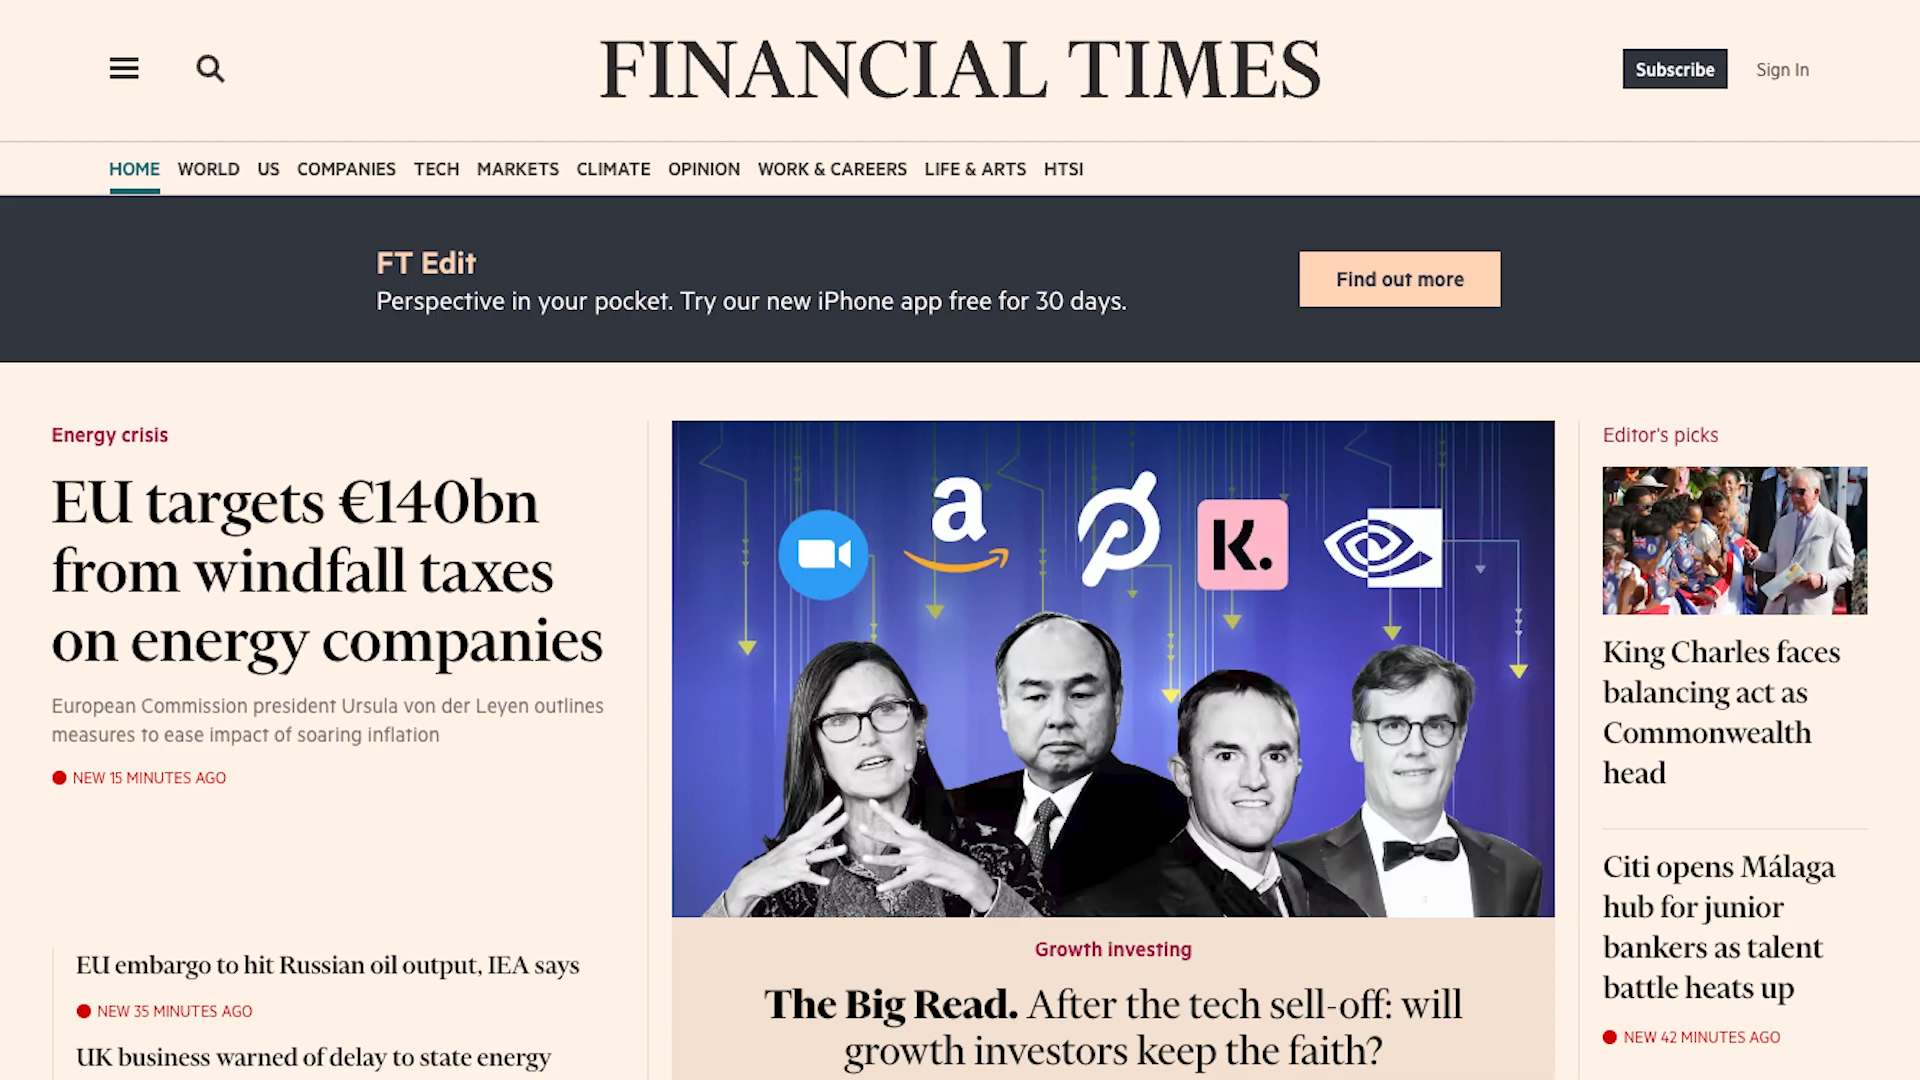 FINANCIAL TIMES
Subscribe
Sign In
HOME WORLD US COMPANIES TECH MARKETS CLIMATE OPINION WORK & CAREERS LIFE & ARTS HTSI
FT Edit
Perspective in your pocket. Try our new iPhone app free for 30 days.
Find out more
Energy crisis
EU targets €140bn
from windfall taxes
on energy companies
European Commission president Ursula von der Leyen outlines
measures to ease impact of soaring inflation
NEW 15 MINUTES AGO
EU embargo to hit Russian oil output, IEA says
NEW 35 MINUTES AGO
UK business warned of delay to state energy
a
K.
Growth investing
The Big Read. After the tech sell-off: will
growth investors keep the faith?
Editor's picks
King Charles faces
balancing act as
Commonwealth
head
Citi opens Málaga
hub for junior
bankers as talent
battle heats up
NEW 42 MINUTES AGO